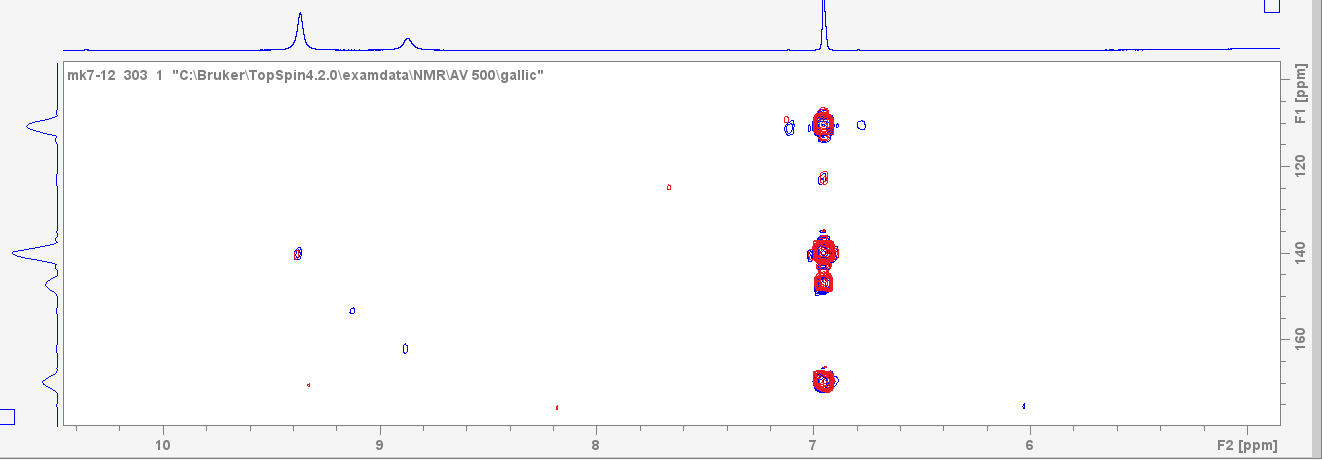 mk7-12 303 1 "C:\Bruker\TopSpin4.2.0\examdata\NMR\AV 500\gallic"
F1 [ppm]
120
140
160
10
9
8
7
6
F2 [ppm]